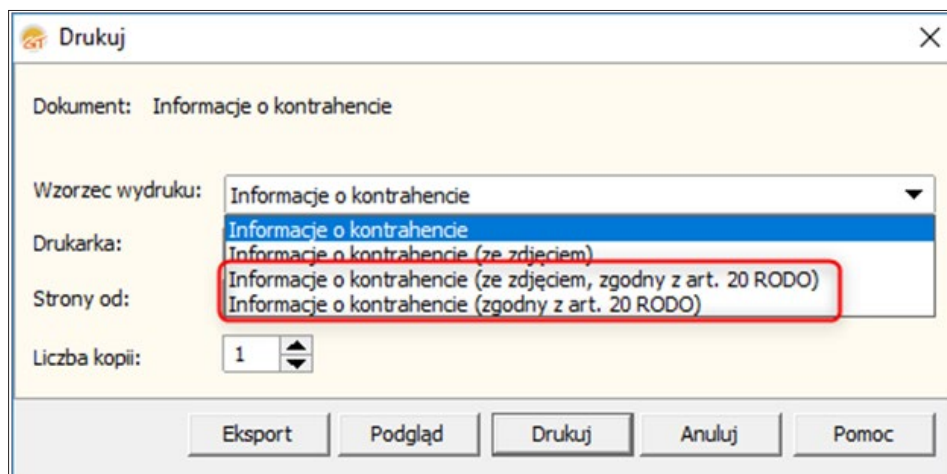 Drukuj
Dokument: Informacje o kontrahencie
Wzorzec wydruku: Informacje o kontrahencie
Informacje o kontrahencie
Drukarka:
Informacje o kontrahencie (ze zdjęciem)
Informacje o kontrahencie (ze zdjęciem, zgodny z art. 20 RODO)
Strony od:
Informacje o kontrahencie (zgodny z art. 20 RODO)
Liczba kopii: 1
Eksport Podgląd Drukuj Anuluj Pomoc